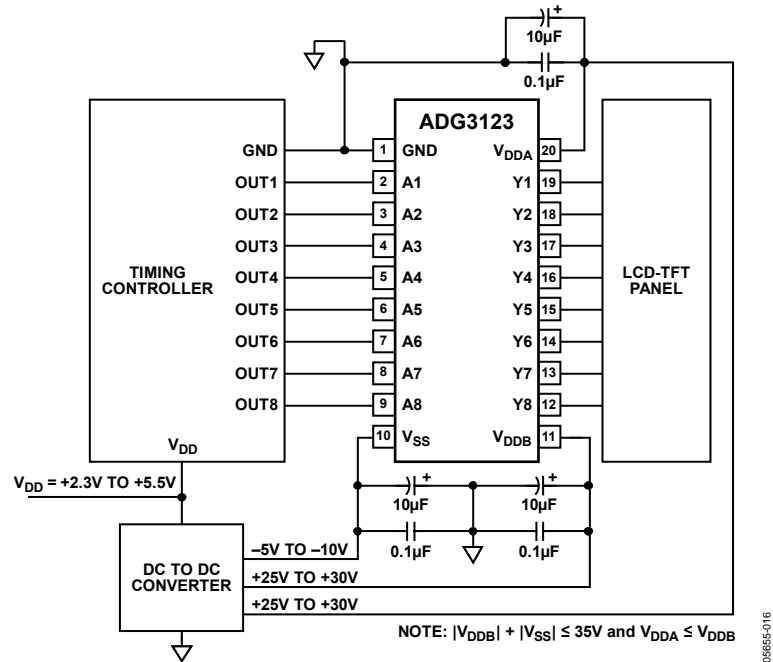 +
10µF
0.1µF
ADG3123
GND 1 GND VDDA 20
OUT1 2 A1 Y1 19
OUT2 3 A2 Y2 18
OUT3 4 A3 Y3 17
TIMING CONTROLLER
OUT4 5 A4 Y4 16
LCD-TFT PANEL
OUT5 6 A5 Y5 15
OUT6 7 A6 Y6 14
OUT7 8 A7 Y7 13
OUT8 9 A8 Y8 12
VDD
10 VSS VDDB 11
VDD = +2.3V TO +5.5V
+ +
10µF 10µF
0.1µF 0.1µF
DC TO DC CONVERTER
–5V TO –10V
+25V TO +30V
+25V TO +30V
NOTE: |VDDB| + |VSS| ≤ 35V and VDDA ≤ VDDB
05655-016